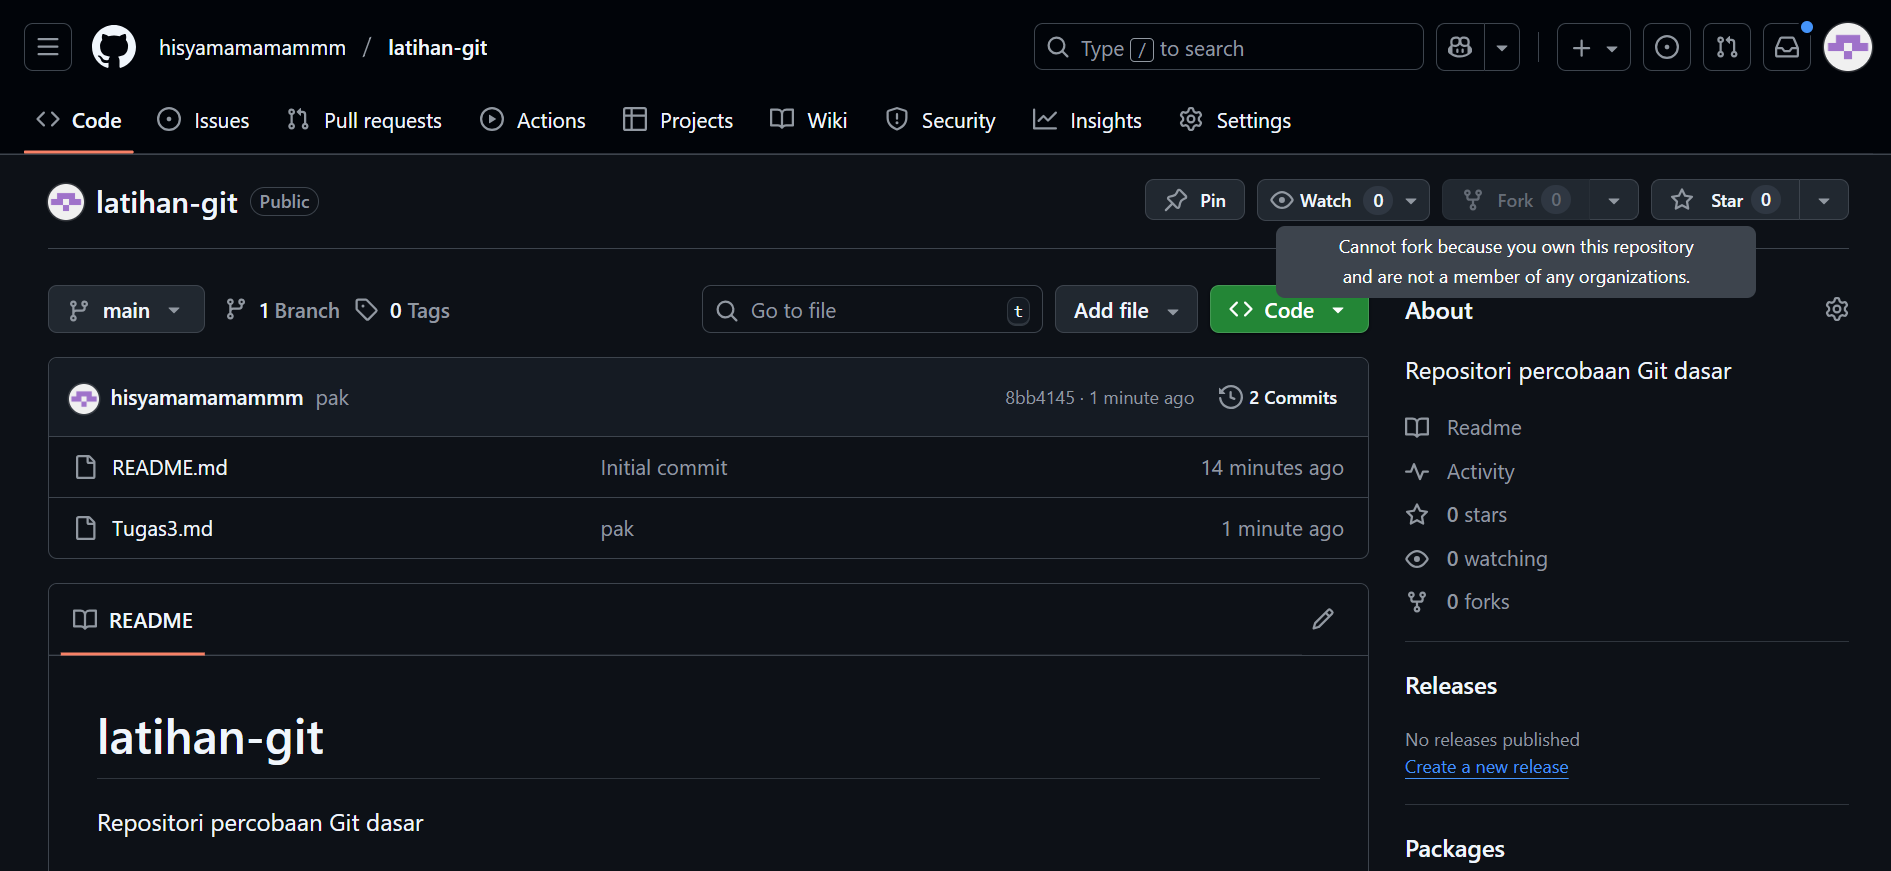 hisyamamamammm / latihan-git
Type / to search
Code Issues Pull requests Actions Projects Wiki Security Insights Settings
latihan-git Public
Pin Watch 0 Fork 0 Star 0
Cannot fork because you own this repository
and are not a member of any organizations.
main 1 Branch 0 Tags
Go to file t Add file Code
hisyamamamammm pak 8bb4145 · 1 minute ago 2 Commits
README.md Initial commit 14 minutes ago
Tugas3.md pak 1 minute ago
README
latihan-git
Repositori percobaan Git dasar
About
Repositori percobaan Git dasar
Readme
Activity
0 stars
0 watching
0 forks
Releases
No releases published
Create a new release
Packages